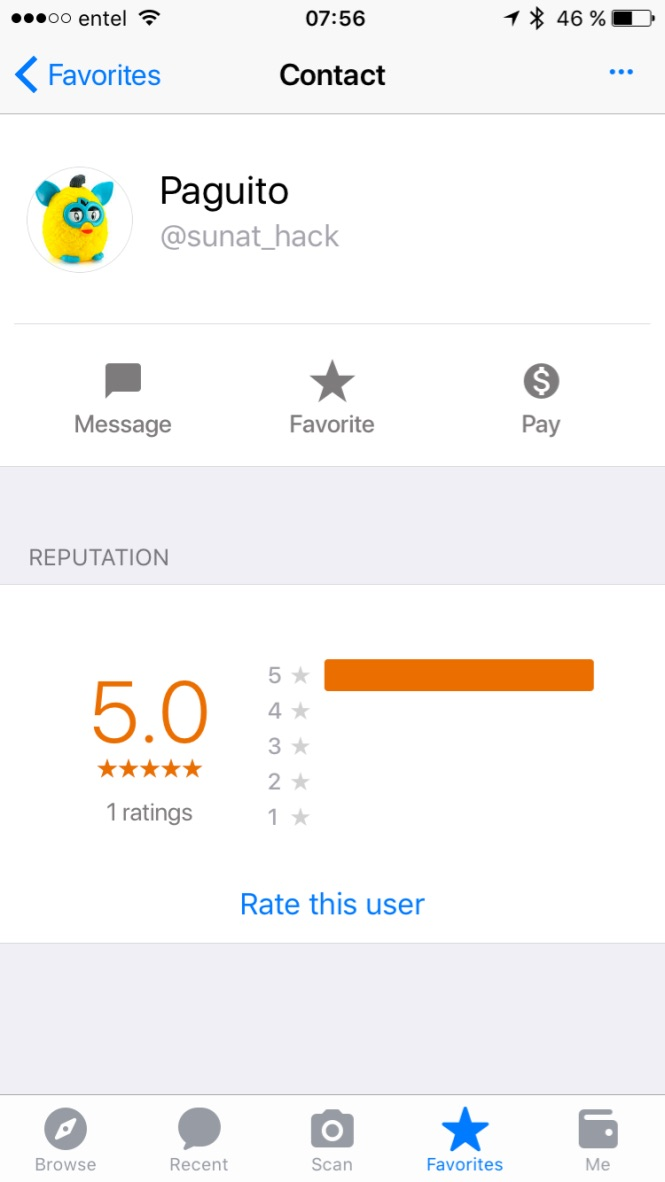 entel 07:56 46 %
Favorites Contact
Paguito
@sunat_hack
Message Favorite Pay
REPUTATION
5.0
1 ratings
5
4
3
2
1
Rate this user
Browse Recent Scan Favorites Me